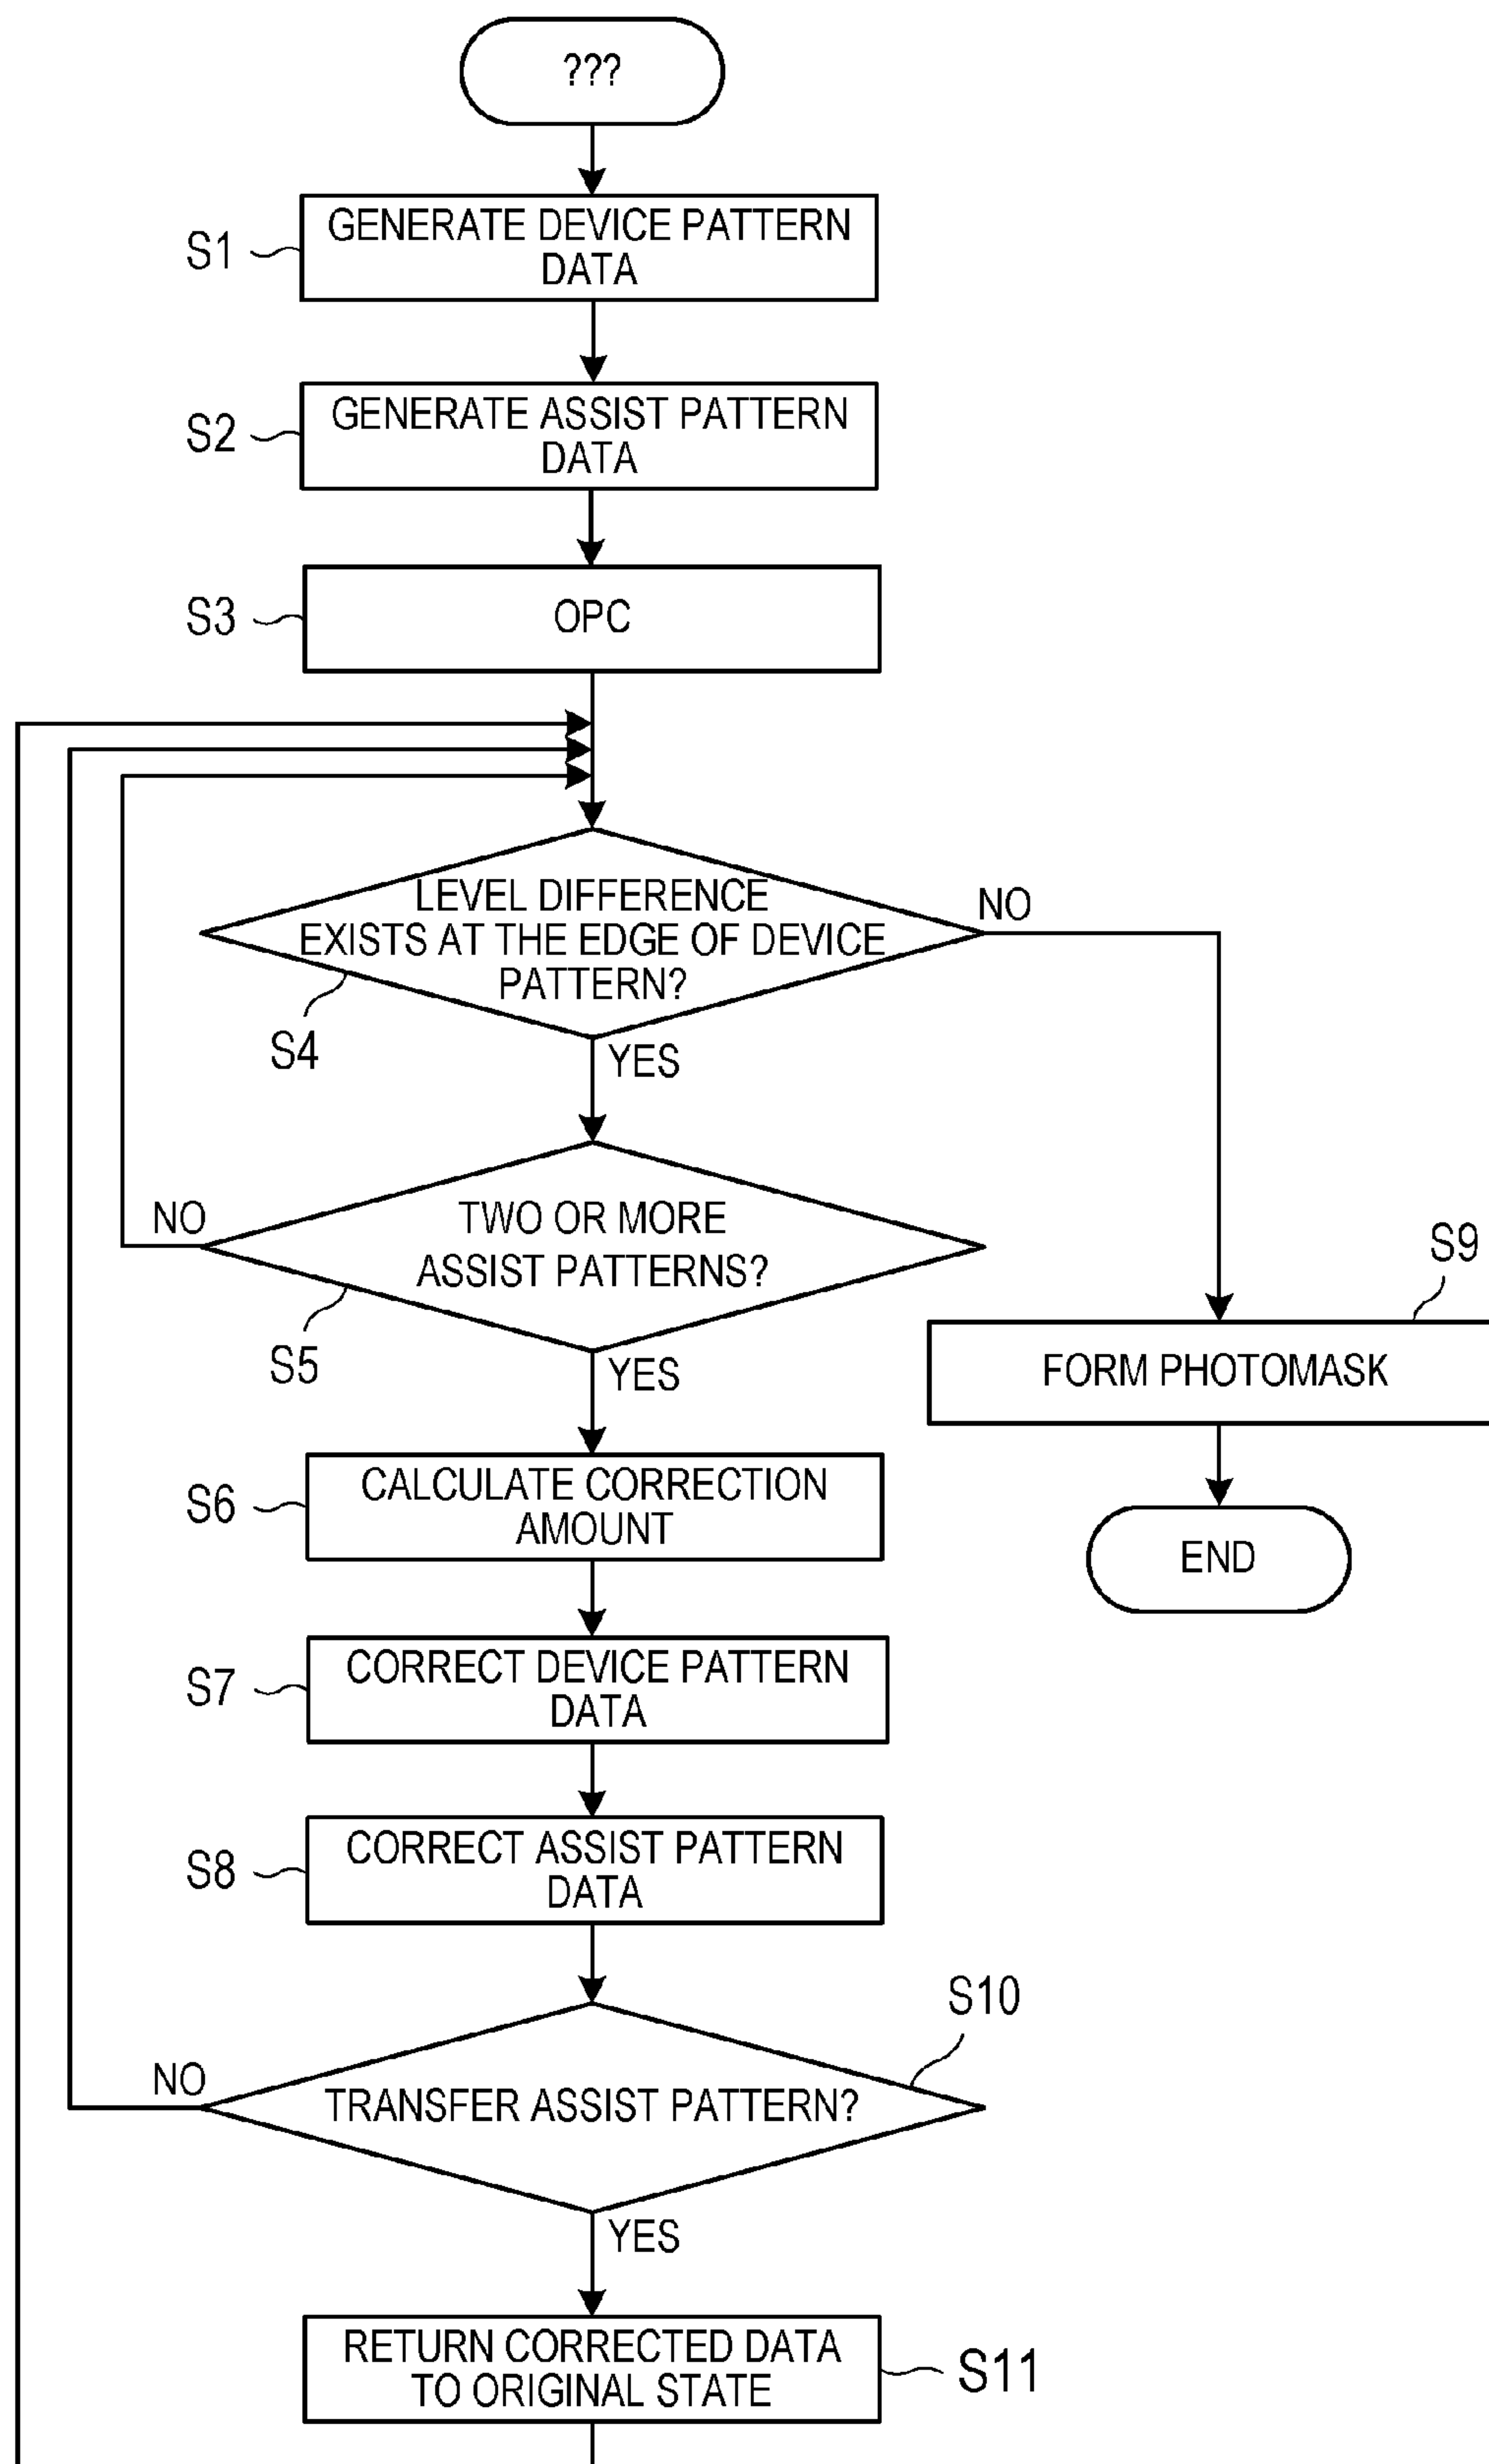 ???
S1
GENERATE DEVICE PATTERN
DATA
S2
GENERATE ASSIST PATTERN
DATA
S3
OPC
LEVEL DIFFERENCE
EXISTS AT THE EDGE OF DEVICE
PATTERN?
NO
S4
YES
TWO OR MORE
ASSIST PATTERNS?
NO
S5
YES
S9
FORM PHOTOMASK
END
S6
CALCULATE CORRECTION
AMOUNT
S7
CORRECT DEVICE PATTERN
DATA
S8
CORRECT ASSIST PATTERN
DATA
S10
NO
TRANSFER ASSIST PATTERN?
YES
RETURN CORRECTED DATA
TO ORIGINAL STATE
S11